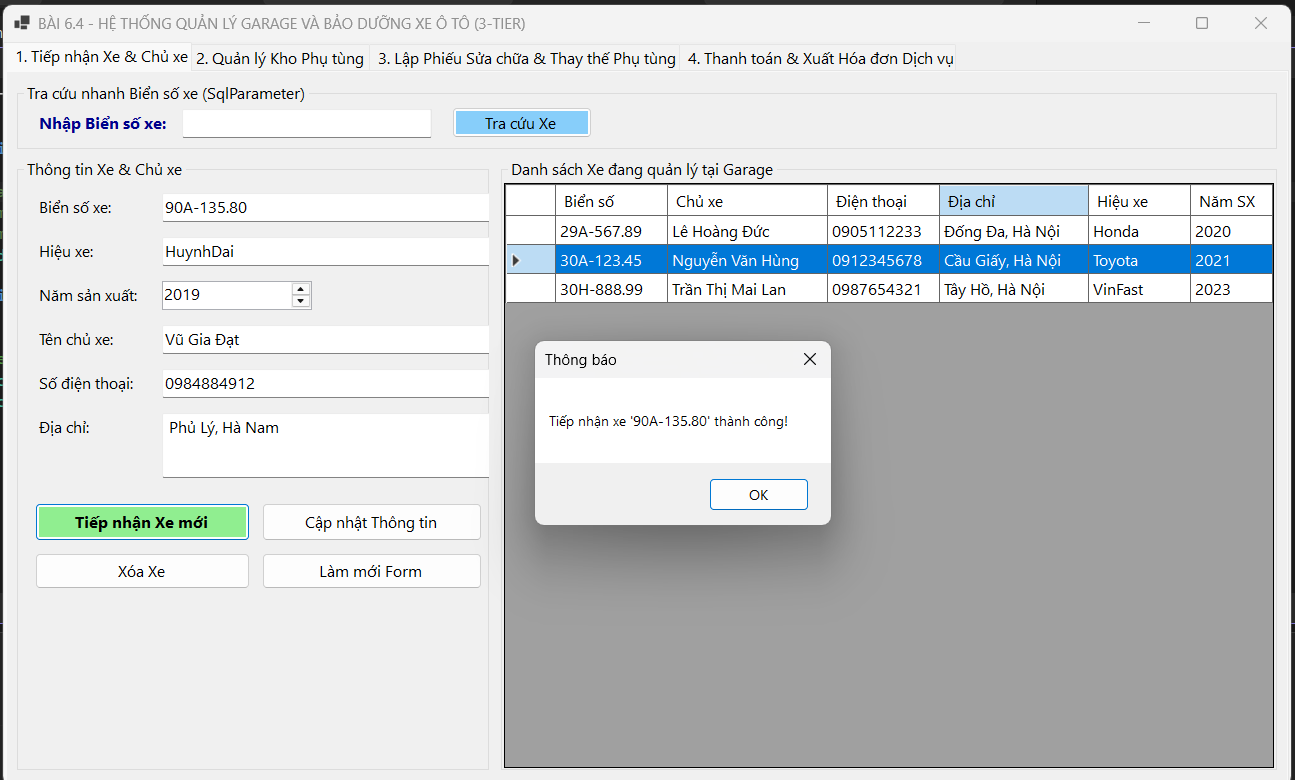 BÀI 6.4 - HỆ THỐNG QUẢN LÝ GARAGE VÀ BẢO DƯỠNG XE Ô TÔ (3-TIER)
1. Tiếp nhận Xe & Chủ xe 2. Quản lý Kho Phụ tùng 3. Lập Phiếu Sửa chữa & Thay thế Phụ tùng 4. Thanh toán & Xuất Hóa đơn Dịch vụ
Tra cứu nhanh Biển số xe (SqlParameter)
Nhập Biển số xe: Tra cứu Xe
Thông tin Xe & Chủ xe
Biển số xe: 90A-135.80
Hiệu xe: HuynhDai
Năm sản xuất: 2019
Tên chủ xe: Vũ Gia Đạt
Số điện thoại: 0984884912
Địa chỉ: Phủ Lý, Hà Nam
Tiếp nhận Xe mới Cập nhật Thông tin
Xóa Xe Làm mới Form
Danh sách Xe đang quản lý tại Garage
Biển số Chủ xe Điện thoại Địa chỉ Hiệu xe Năm SX
29A-567.89 Lê Hoàng Đức 0905112233 Đống Đa, Hà Nội Honda 2020
30A-123.45 Nguyễn Văn Hùng 0912345678 Cầu Giấy, Hà Nội Toyota 2021
30H-888.99 Trần Thị Mai Lan 0987654321 Tây Hồ, Hà Nội VinFast 2023
Thông báo
Tiếp nhận xe '90A-135.80' thành công!
OK